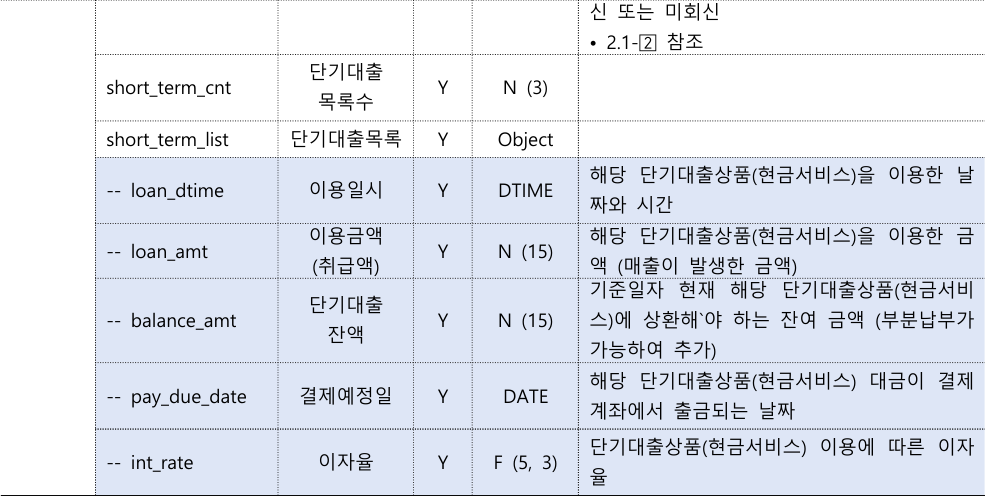 신 또는 미회신
• 2.1-2 참조
short_term_cnt 단기대출 목록수 Y N (3)
short_term_list 단기대출목록 Y Object
-- loan_dtime 이용일시 Y DTIME 해당 단기대출상품(현금서비스)을 이용한 날
짜와 시간
-- loan_amt 이용금액 (취급액) Y N (15) 해당 단기대출상품(현금서비스)을 이용한 금
액 (매출이 발생한 금액)
-- balance_amt 단기대출 잔액 Y N (15) 기준일자 현재 해당 단기대출상품(현금서비
스)에 상환해`야 하는 잔여 금액 (부분납부가
가능하여 추가)
-- pay_due_date 결제예정일 Y DATE 해당 단기대출상품(현금서비스) 대금이 결제
계좌에서 출금되는 날짜
-- int_rate 이자율 Y F (5, 3) 단기대출상품(현금서비스) 이용에 따른 이자
율